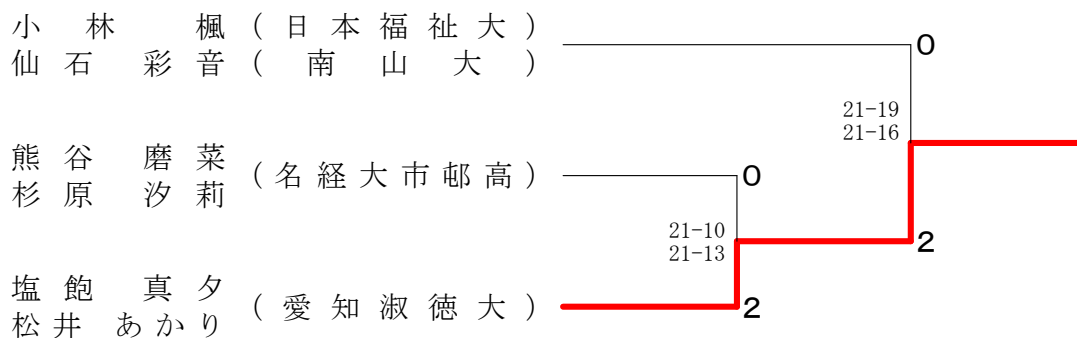 小林 楓 (日本福祉大)
仙石 彩音 (南山大)
0
21-19
21-16
熊谷 磨菜
杉原 汐莉
(名経大市邨高)
0
21-10
21-13
2
塩飽 真夕
松井 あかり
(愛知淑徳大)
2